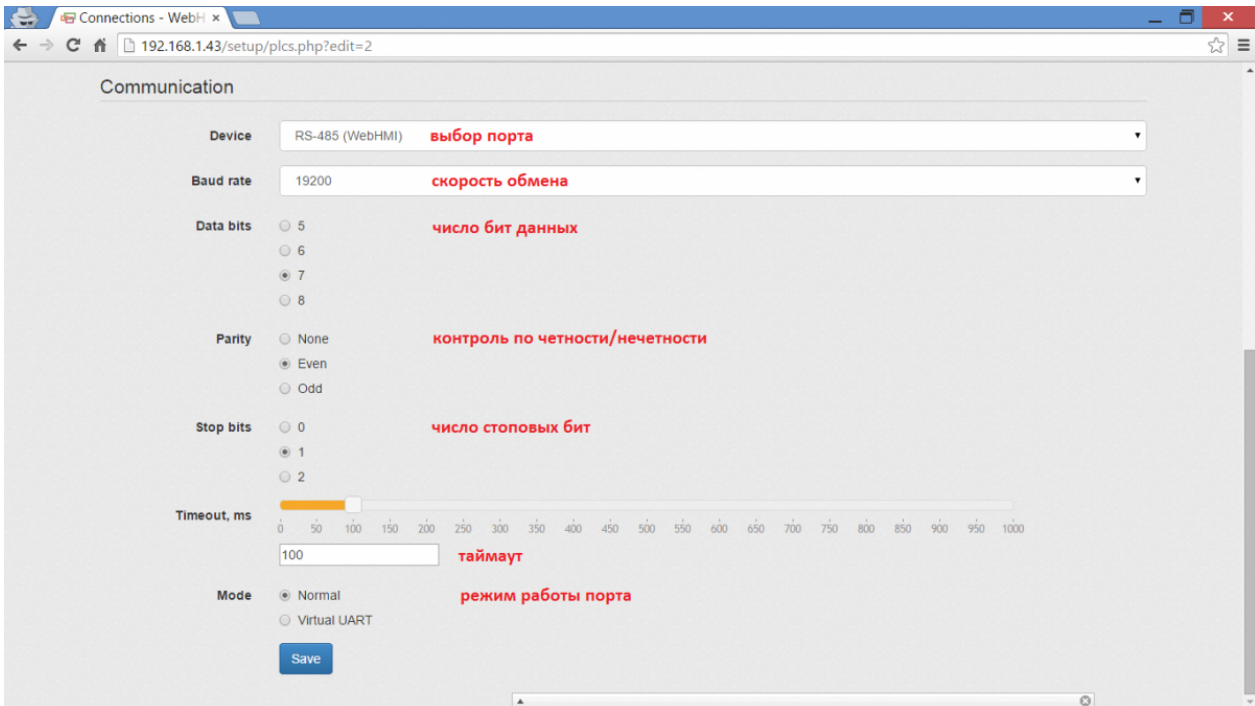 Connections - WebH
192.168.1.43/setup/plcs.php?edit=2
Communication
Device RS-485 (WebHMI) выбор порта
Baud rate 19200 скорость обмена
Data bits 5 число бит данных
6
7
8
Parity None контроль по четности/нечетности
Even
Odd
Stop bits 0 число стоповых бит
1
2
Timeout, ms
0 50 100 150 200 250 300 350 400 450 500 550 600 650 700 750 800 850 900 950 1000
100 таймаут
Mode Normal режим работы порта
Virtual UART
Save